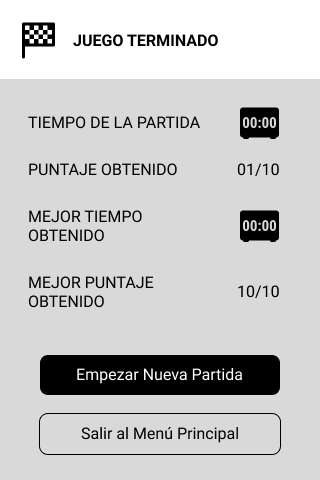 JUEGO TERMINADO
TIEMPO DE LA PARTIDA 00:00
PUNTAJE OBTENIDO 01/10
MEJOR TIEMPO
OBTENIDO 00:00
MEJOR PUNTAJE
OBTENIDO 10/10
Empezar Nueva Partida
Salir al Menú Principal